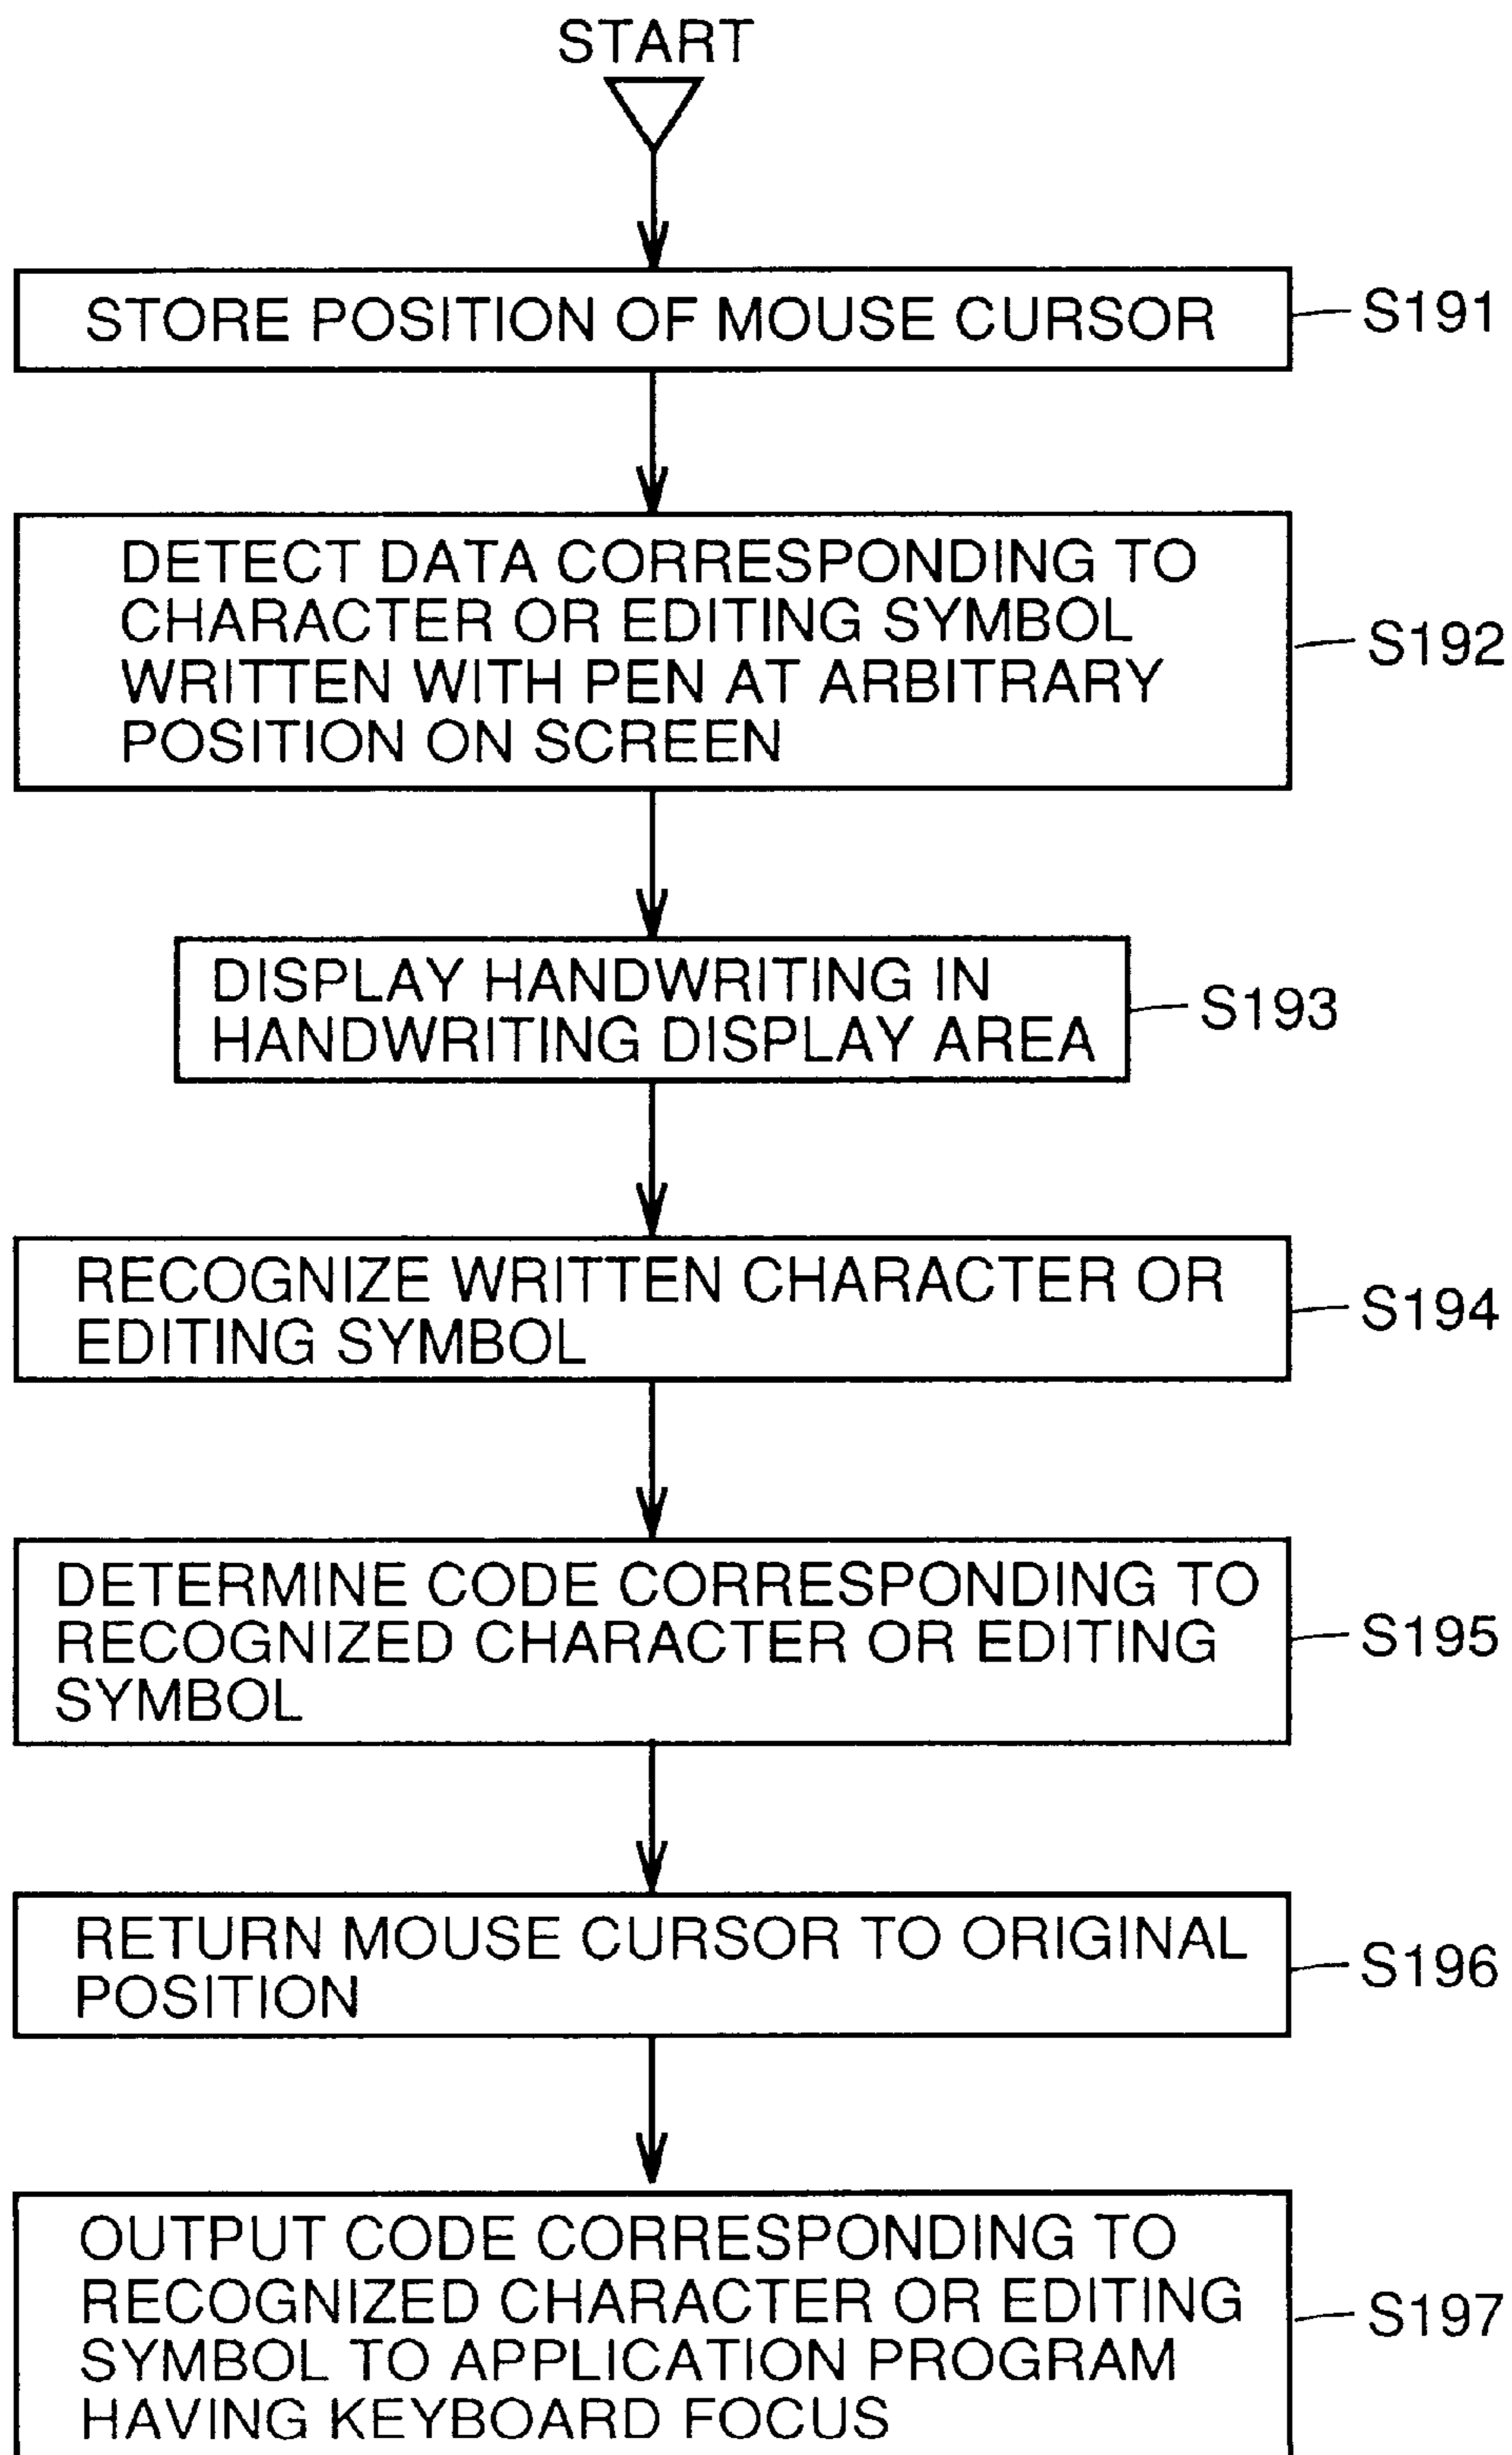 START
STORE POSITION OF MOUSE CURSOR
S191
DETECT DATA CORRESPONDING TO
CHARACTER OR EDITING SYMBOL
WRITTEN WITH PEN AT ARBITRARY
POSITION ON SCREEN
S192
DISPLAY HANDWRITING IN
HANDWRITING DISPLAY AREA
S193
RECOGNIZE WRITTEN CHARACTER OR
EDITING SYMBOL
S194
DETERMINE CODE CORRESPONDING TO
RECOGNIZED CHARACTER OR EDITING
SYMBOL
S195
RETURN MOUSE CURSOR TO ORIGINAL
POSITION
S196
OUTPUT CODE CORRESPONDING TO
RECOGNIZED CHARACTER OR EDITING
SYMBOL TO APPLICATION PROGRAM
HAVING KEYBOARD FOCUS
S197